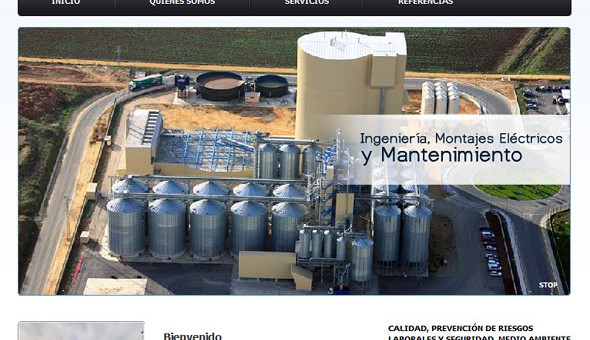 INICIO QUIENES SOMOS SERVICIOS REFERENCIAS
Ingeniería, Montajes Eléctricos
y Mantenimiento
STOP
Bienvenido
CALIDAD, PREVENCIÓN DE RIESGOS
LABORALES Y SEGURIDAD, MEDIO AMBIENTE